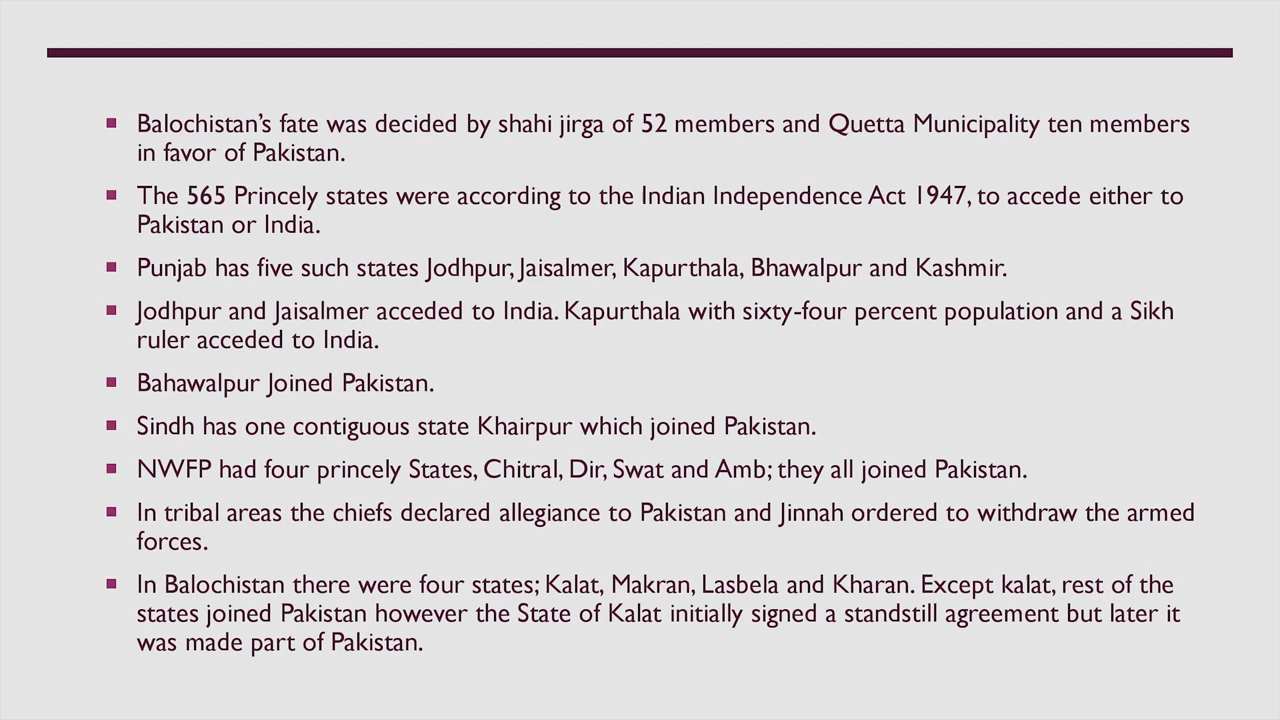 Balochistan's fate was decided by shahi jirga of 52 members and Quetta Municipality ten members
in favor of Pakistan.
The 565 Princely states were according to the Indian Independence Act 1947, to accede either to
Pakistan or India.
Punjab has five such states Jodhpur, Jaisalmer, Kapurthala, Bhawalpur and Kashmir.
Jodhpur and Jaisalmer acceded to India. Kapurthala with sixty-four percent population and a Sikh
ruler acceded to India.
Bahawalpur Joined Pakistan.
Sindh has one contiguous state Khairpur which joined Pakistan.
NWFP had four princely States, Chitral, Dir, Swat and Amb; they all joined Pakistan.
In tribal areas the chiefs declared allegiance to Pakistan and Jinnah ordered to withdraw the armed
forces.
In Balochistan there were four states; Kalat, Makran, Lasbela and Kharan. Except kalat, rest of the
states joined Pakistan however the State of Kalat initially signed a standstill agreement but later it
was made part of Pakistan.